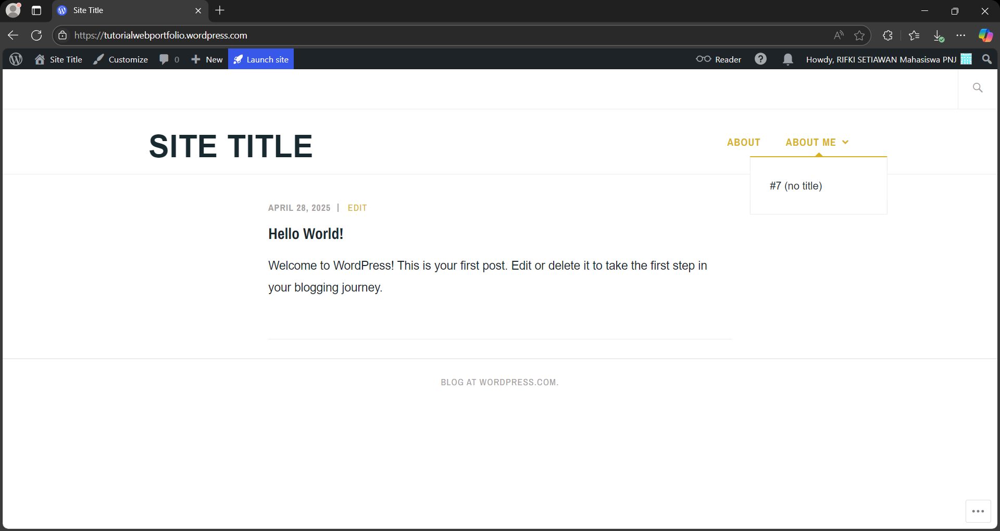 Site Title
https://tutorialwebportfolio.wordpress.com
Site Title
Customize
0
New
Launch site
Reader
Howdy, RIFKI SETIAWAN Mahasiswa PNJ
SITE TITLE
ABOUT
ABOUT ME
#7 (no title)
APRIL 28, 2025 | EDIT
Hello World!
Welcome to WordPress! This is your first post. Edit or delete it to take the first step in
your blogging journey.
BLOG AT WORDPRESS.COM.